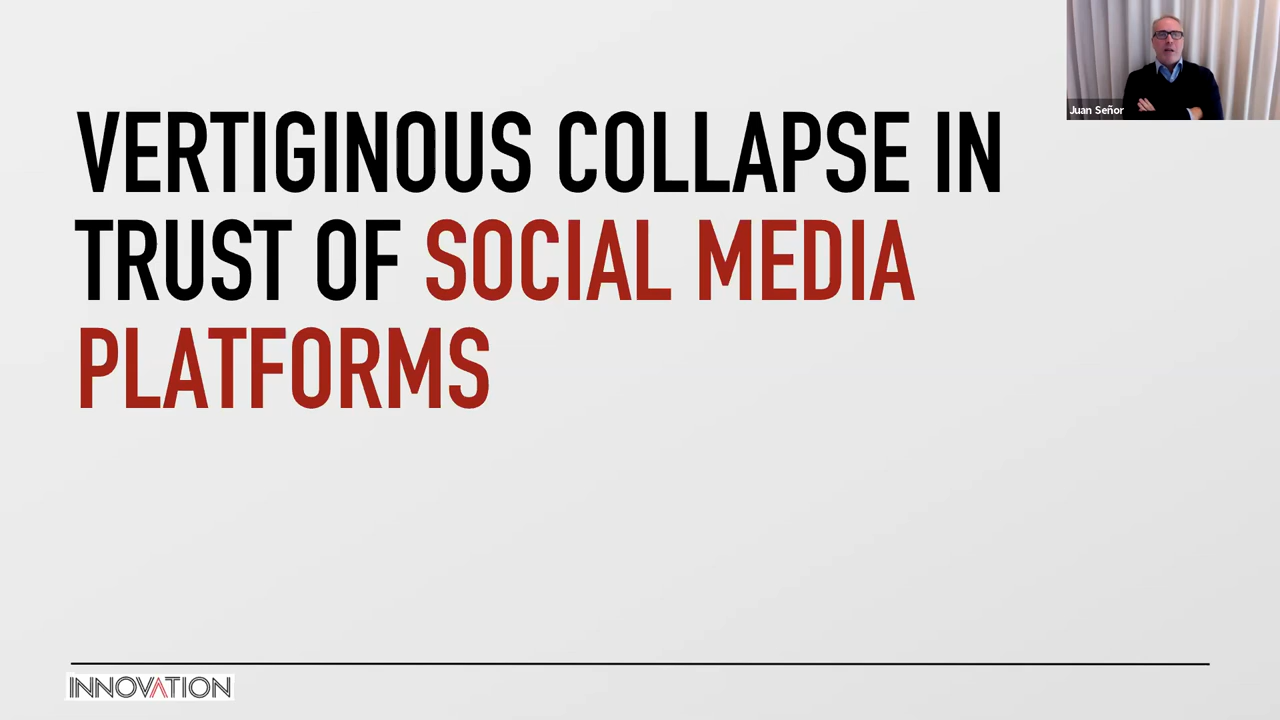 Juan Señor
VERTIGINOUS COLLAPSE IN
TRUST OF SOCIAL MEDIA
PLATFORMS
INNOVATION